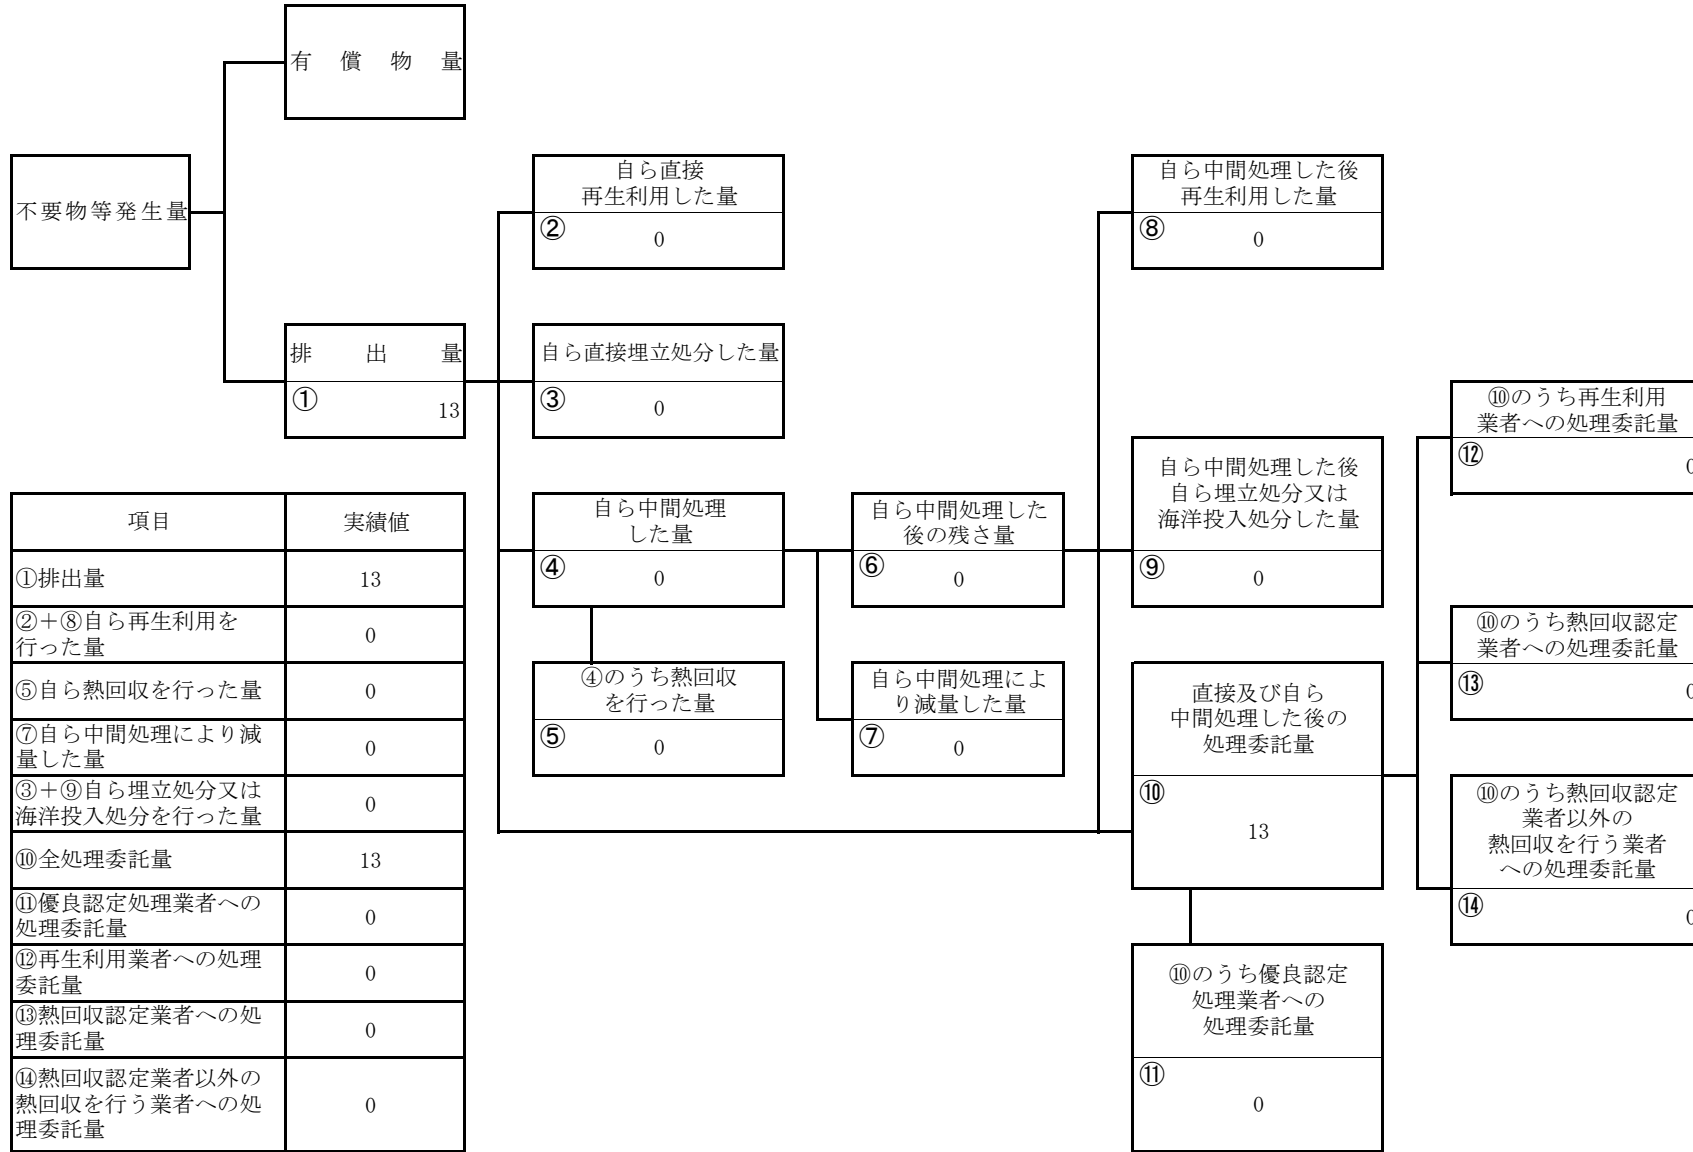 有償物量
不要物等発生量
排出量
① 13
自ら直接
再生利用した量
② 0
自ら直接埋立処分した量
③ 0
自ら中間処理
した量
④ 0
④のうち熱回収
を行った量
⑤ 0
自ら中間処理した
後の残さ量
⑥ 0
自ら中間処理によ
り減量した量
⑦ 0
自ら中間処理した後
再生利用した量
⑧ 0
自ら中間処理した後
自ら埋立処分又は
海洋投入処分した量
⑨ 0
直接及び自ら
中間処理した後の
処理委託量
⑩
13
⑩のうち優良認定
処理業者への
処理委託量
⑪
0
⑩のうち再生利用
業者への処理委託量
⑫ 0
⑩のうち熱回収認定
業者への処理委託量
⑬ 0
⑩のうち熱回収認定
業者以外の
熱回収を行う業者
への処理委託量
⑭ 0
項目 実績値
①排出量 13
②+⑧自ら再生利用を
行った量 0
⑤自ら熱回収を行った量 0
⑦自ら中間処理により減
量した量 0
③+⑨自ら埋立処分又は
海洋投入処分を行った量 0
⑩全処理委託量 13
⑪優良認定処理業者への
処理委託量 0
⑫再生利用業者への処理
委託量 0
⑬熱回収認定業者への処
理委託量 0
⑭熱回収認定業者以外の
熱回収を行う業者への処
理委託量 0